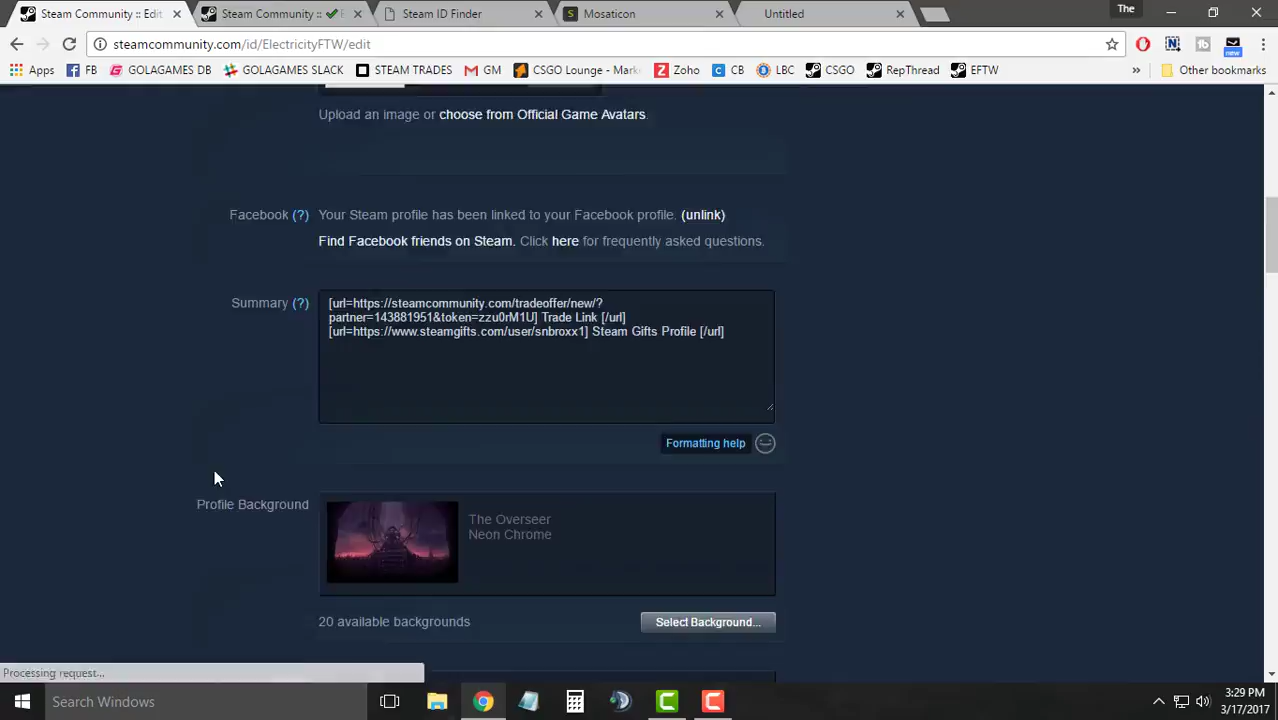 Steam Community :: Edit
Steam Community ::
Steam ID Finder
Mosaticon
Untitled
The
steamcommunity.com/id/ElectricityFTW/edit
new
Apps
FB
GOLAGAMES DB
GOLAGAMES SLACK
STEAM TRADES
GM
CSGO Lounge - Mark
Zoho
CB
LBC
CSGO
RepThread
EFTW
Other bookmarks
Upload an image or choose from Official Game Avatars.
Facebook (?) Your Steam profile has been linked to your Facebook profile. (unlink)
Find Facebook friends on Steam. Click here for frequently asked questions.
Summary (?)
[url=https://steamcommunity.com/tradeoffer/new/?
partner=143881951&token=zzu0rM1U] Trade Link [/url]
[url=https://www.steamgifts.com/user/snbroxx1] Steam Gifts Profile [/url]
Formatting help
Profile Background
The Overseer
Neon Chrome
20 available backgrounds
Select Background...
Processing request...
Search Windows
3:29 PM
3/17/2017